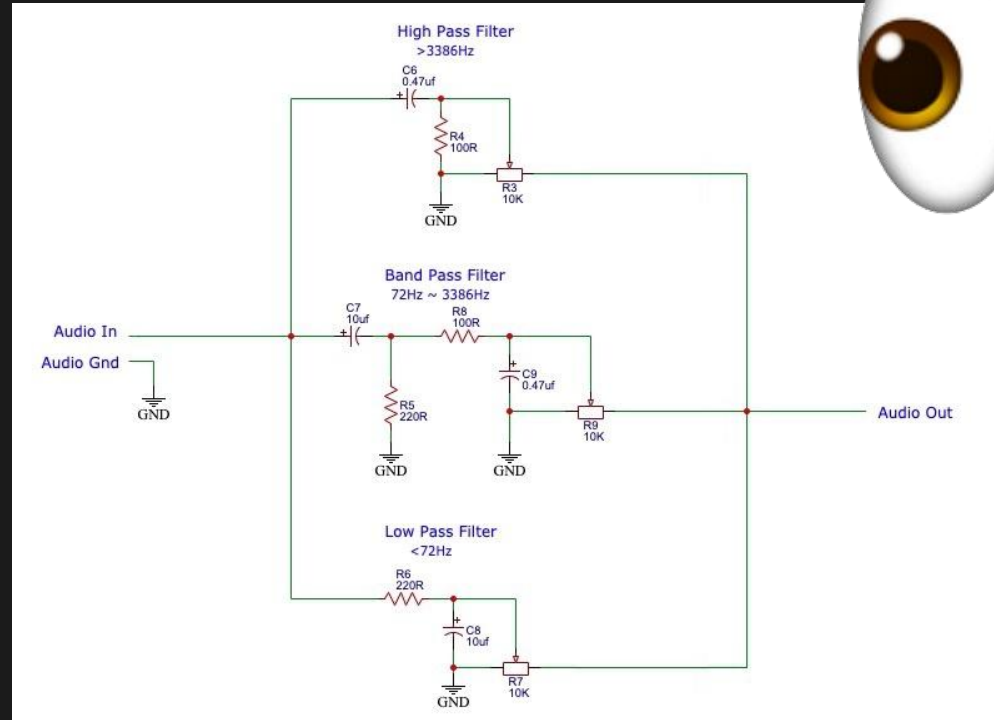 High Pass Filter
>3386Hz
C6
0.47uf
+
R4
100R
R3
10K
GND
Band Pass Filter
72Hz ~ 3386Hz
C7
10uf
R8
100R
Audio In
+
+
C9
0.47uf
Audio Gnd
R5
220R
R9
10K
Audio Out
GND
GND
GND
Low Pass Filter
<72Hz
R6
220R
+
C8
10uf
R7
10K
GND